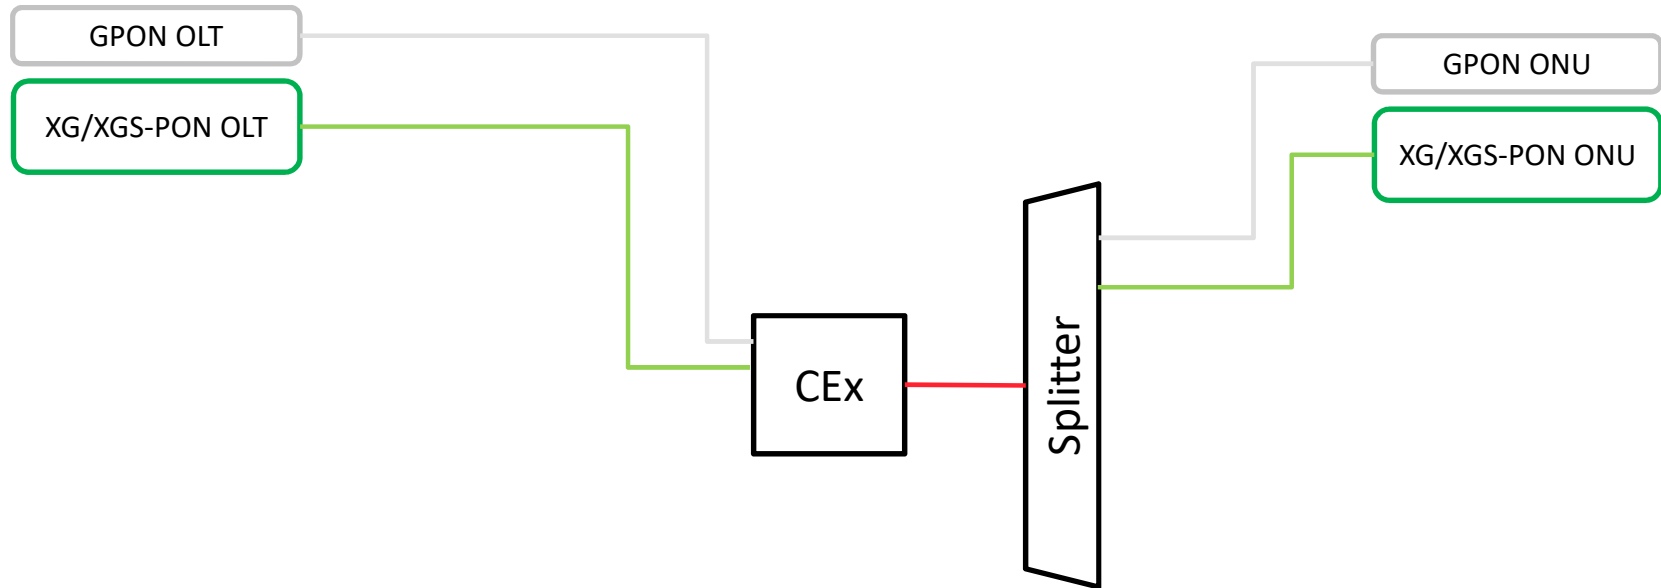 GPON OLT
XG/XGS-PON OLT
CEx
Splitter
GPON ONU
XG/XGS-PON ONU